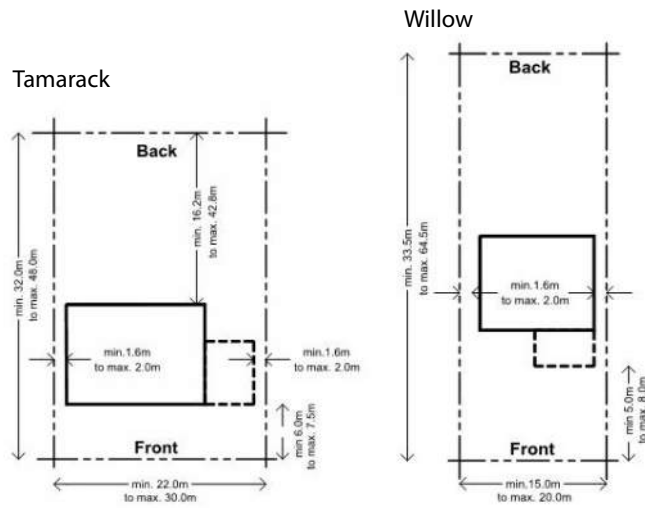 Willow
Tamarack
Back
min. 16.2m
to max. 42.8m
min. 32.0m
to max. 48.0m
min.1.6m
to max. 2.0m
min.1.6m
to max. 2.0m
min 6.0m
to max. 7.5m
Front
min. 22.0m
to max. 30.0m
Back
min. 33.5m
to max. 64.5m
min.1.6m
to max. 2.0m
min 5.0m
to max. 8.0m
Front
min.15.0m
to max. 20.0m